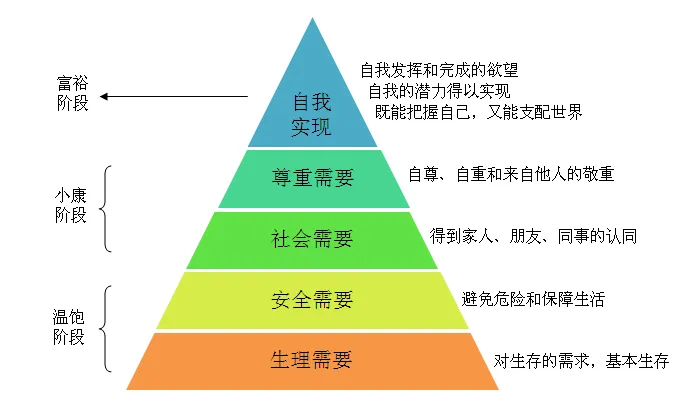 自我发挥和完成的欲望
自我的潜力得以实现
既能把握自己，又能支配世界
富裕
阶段
自我
实现
尊重需要
自尊、自重和来自他人的敬重
小康
阶段
社会需要
得到家人、朋友、同事的认同
安全需要
避免危险和保障生活
温饱
阶段
生理需要
对生存的需求，基本生存